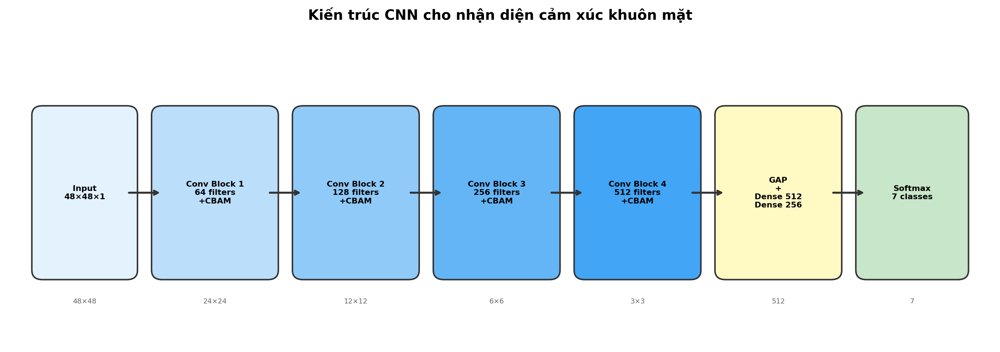 Kiến trúc CNN cho nhận diện cảm xúc khuôn mặt
Input
48×48×1
Conv Block 1
64 filters
+CBAM
Conv Block 2
128 filters
+CBAM
Conv Block 3
256 filters
+CBAM
Conv Block 4
512 filters
+CBAM
GAP
+
Dense 512
Dense 256
Softmax
7 classes
48×48
24×24
12×12
6×6
3×3
512
7